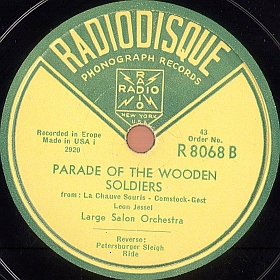 RADIODISQUE
PHONOGRAPH RECORDS
RADIO
NEW YORK
U.S.A.
Recorded in Erope
Made in USA i
2920
43
Order No.
R 8068 B
PARADE OF THE WOODEN
SOLDIERS
from: La Chauve Souris - Comstock-Gest
Leon Jessel
Large Salon Orchestra
Reverse:
Petersburger Sleigh
Ride